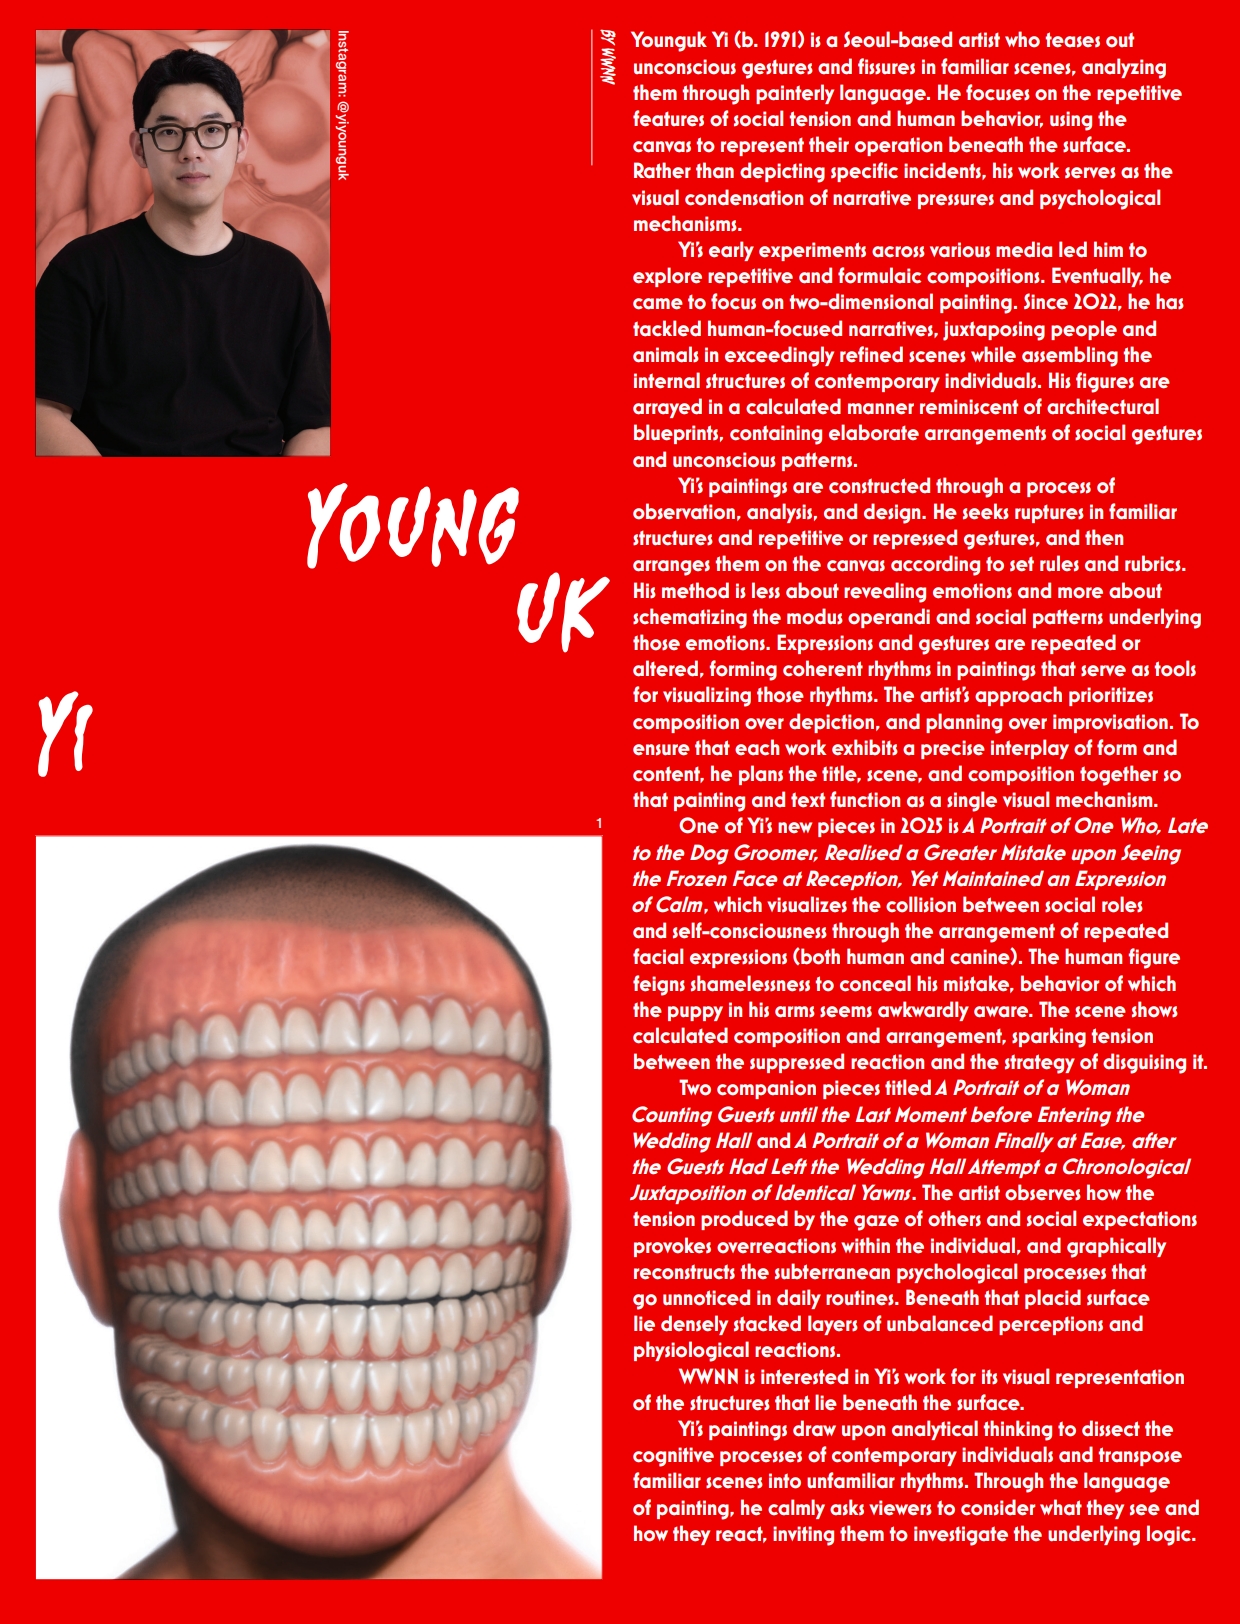 Instagram: @yiyounguk
YOUNG
UK
YI
1
BY WWNN
Younguk Yi (b. 1991) is a Seoul-based artist who teases out
unconscious gestures and fissures in familiar scenes, analyzing
them through painterly language. He focuses on the repetitive
features of social tension and human behavior, using the
canvas to represent their operation beneath the surface.
Rather than depicting specific incidents, his work serves as the
visual condensation of narrative pressures and psychological
mechanisms.
Yi's early experiments across various media led him to
explore repetitive and formulaic compositions. Eventually, he
came to focus on two-dimensional painting. Since 2022, he has
tackled human-focused narratives, juxtaposing people and
animals in exceedingly refined scenes while assembling the
internal structures of contemporary individuals. His figures are
arrayed in a calculated manner reminiscent of architectural
blueprints, containing elaborate arrangements of social gestures
and unconscious patterns.
Yi's paintings are constructed through a process of
observation, analysis, and design. He seeks ruptures in familiar
structures and repetitive or repressed gestures, and then
arranges them on the canvas according to set rules and rubrics.
His method is less about revealing emotions and more about
schematizing the modus operandi and social patterns underlying
those emotions. Expressions and gestures are repeated or
altered, forming coherent rhythms in paintings that serve as tools
for visualizing those rhythms. The artist's approach prioritizes
composition over depiction, and planning over improvisation. To
ensure that each work exhibits a precise interplay of form and
content, he plans the title, scene, and composition together so
that painting and text function as a single visual mechanism.
One of Yi's new pieces in 2025 is A Portrait of One Who, Late
to the Dog Groomer, Realised a Greater Mistake upon Seeing
the Frozen Face at Reception, Yet Maintained an Expression
of Calm, which visualizes the collision between social roles
and self-consciousness through the arrangement of repeated
facial expressions (both human and canine). The human figure
feigns shamelessness to conceal his mistake, behavior of which
the puppy in his arms seems awkwardly aware. The scene shows
calculated composition and arrangement, sparking tension
between the suppressed reaction and the strategy of disguising it.
Two companion pieces titled A Portrait of a Woman
Counting Guests until the Last Moment before Entering the
Wedding Hall and A Portrait of a Woman Finally at Ease, after
the Guests Had Left the Wedding Hall Attempt a Chronological
Juxtaposition of Identical Yawns. The artist observes how the
tension produced by the gaze of others and social expectations
provokes overreactions within the individual, and graphically
reconstructs the subterranean psychological processes that
go unnoticed in daily routines. Beneath that placid surface
lie densely stacked layers of unbalanced perceptions and
physiological reactions.
WWNN is interested in Yi's work for its visual representation
of the structures that lie beneath the surface.
Yi's paintings draw upon analytical thinking to dissect the
cognitive processes of contemporary individuals and transpose
familiar scenes into unfamiliar rhythms. Through the language
of painting, he calmly asks viewers to consider what they see and
how they react, inviting them to investigate the underlying logic.